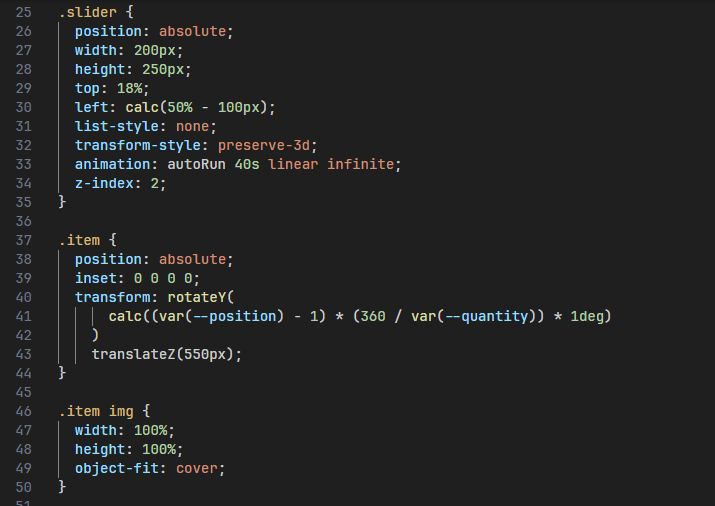 25 .slider {
26 position: absolute;
27 width: 200px;
28 height: 250px;
29 top: 18%;
30 left: calc(50% - 100px);
31 list-style: none;
32 transform-style: preserve-3d;
33 animation: autoRun 40s linear infinite;
34 z-index: 2;
35 }
36
37 .item {
38 position: absolute;
39 inset: 0 0 0 0;
40 transform: rotateY(
41 calc((var(--position) - 1) * (360 / var(--quantity)) * 1deg)
42 )
43 translateZ(550px);
44 }
45
46 .item img {
47 width: 100%;
48 height: 100%;
49 object-fit: cover;
50 }